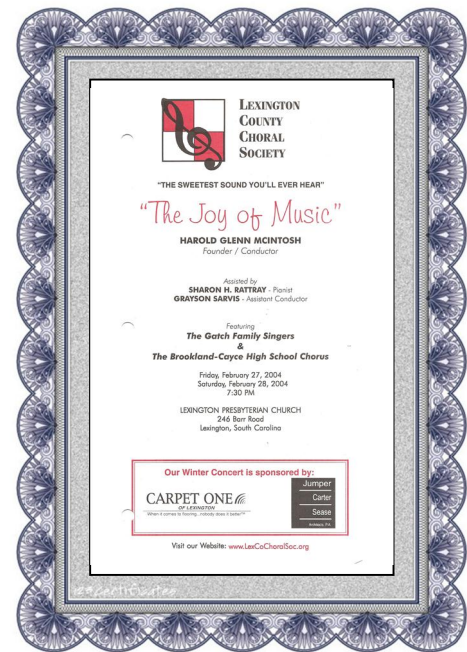 LEXINGTON
COUNTY
CHORAL
SOCIETY
"THE SWEETEST SOUND YOU'LL EVER HEAR"
"The Joy of Music"
HAROLD GLENN MCINTOSH
Founder / Conductor
Assisted by
SHARON H. RATTRAY - Pianist
GRAYSON SARVIS - Assistant Conductor
Featuring
The Gatch Family Singers
&
The Brookland-Cayce High School Chorus
Friday, February 27, 2004
Saturday, February 28, 2004
7:30 PM
LEXINGTON PRESBYTERIAN CHURCH
246 Barr Road
Lexington, South Carolina
Our Winter Concert is sponsored by:
CARPET ONE
OF LEXINGTON
When it comes to flooring...nobody does it better!™
Jumper
Carter
Sease
Architects, P.A.
Visit our Website: www.LexCoChoralSoc.org